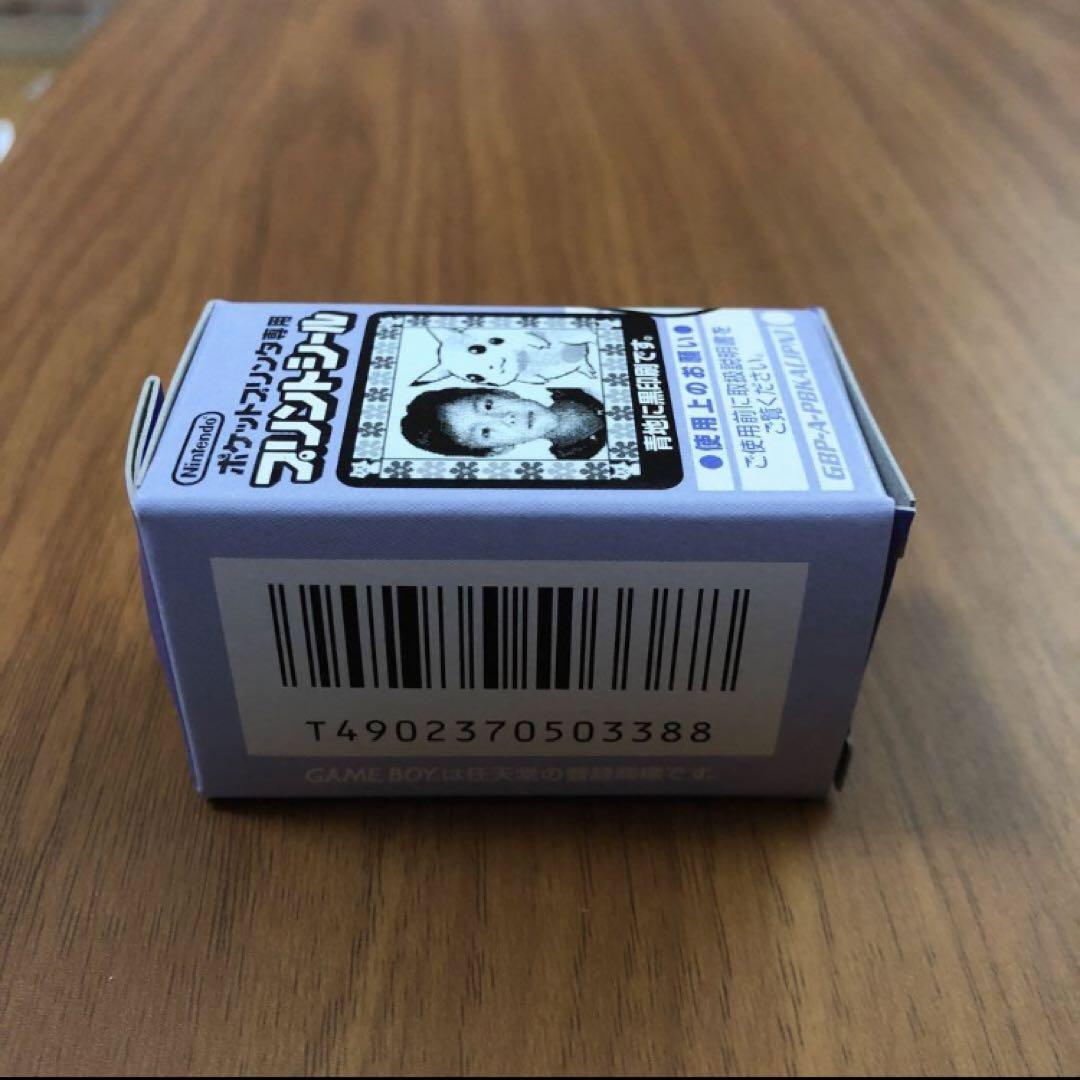 Nintendo
ポケットプリンタ専用
プリントシール
青地に黒印刷です。
●使用上のお願い●
ご使用前に取扱説明書を
ご覧ください。
GBP-A-PBKA(JPN)
T4902370503388
GAME BOYは任天堂の登録商標です。